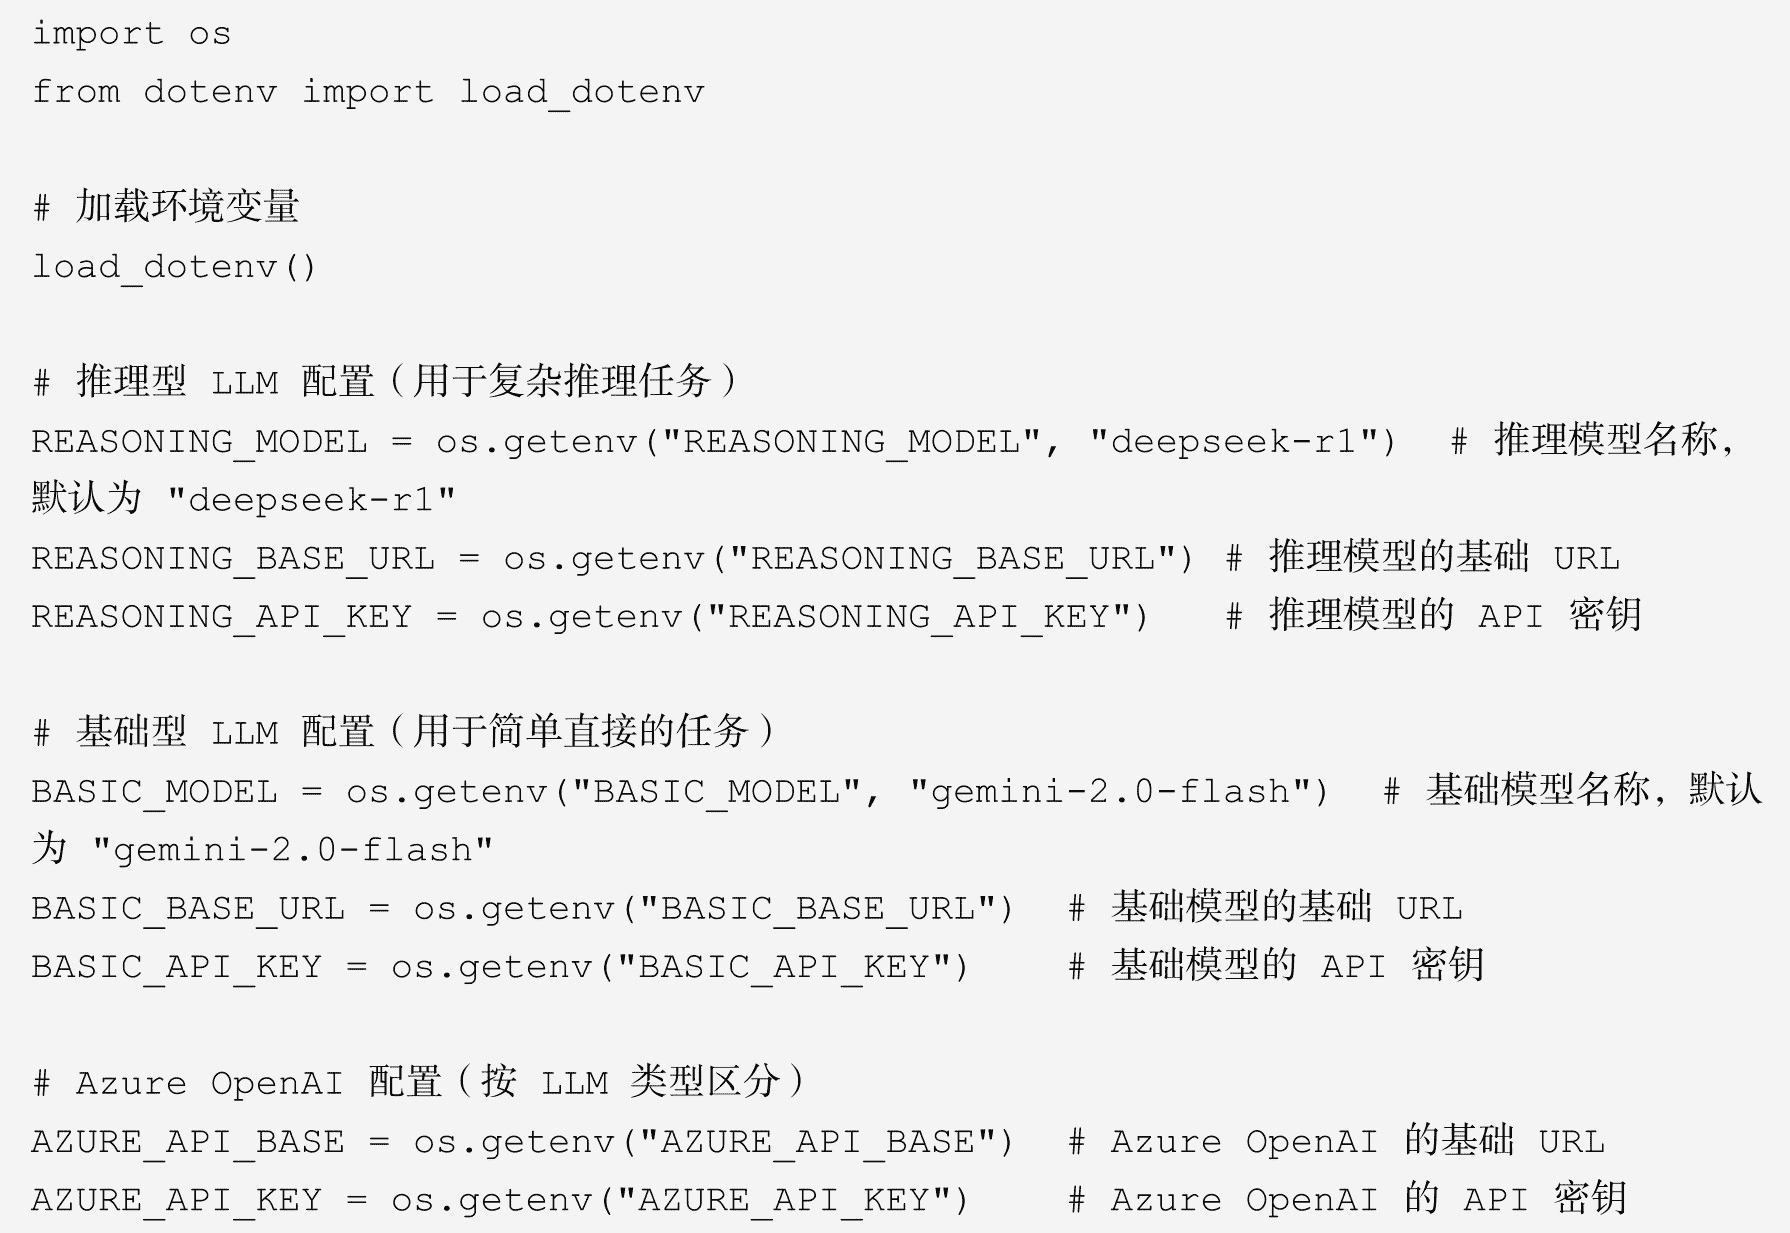 import os
from dotenv import load_dotenv
# 加载环境变量
load_dotenv()
# 推理型 LLM 配置（用于复杂推理任务）
REASONING_MODEL = os.getenv("REASONING_MODEL", "deepseek-r1")  # 推理模型名称，
默认为 "deepseek-r1"
REASONING_BASE_URL = os.getenv("REASONING_BASE_URL") # 推理模型的基础 URL
REASONING_API_KEY = os.getenv("REASONING_API_KEY")   # 推理模型的 API 密钥
# 基础型 LLM 配置（用于简单直接的任务）
BASIC_MODEL = os.getenv("BASIC_MODEL", "gemini-2.0-flash")  # 基础模型名称，默认
为 "gemini-2.0-flash"
BASIC_BASE_URL = os.getenv("BASIC_BASE_URL")  # 基础模型的基础 URL
BASIC_API_KEY = os.getenv("BASIC_API_KEY")    # 基础模型的 API 密钥
# Azure OpenAI 配置（按 LLM 类型区分）
AZURE_API_BASE = os.getenv("AZURE_API_BASE")  # Azure OpenAI 的基础 URL
AZURE_API_KEY = os.getenv("AZURE_API_KEY")    # Azure OpenAI 的 API 密钥